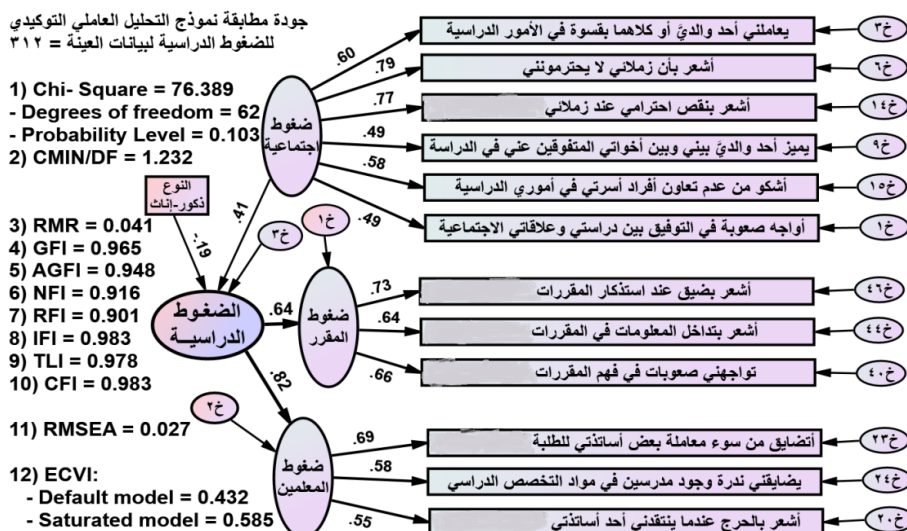 جودة مطابقة نموذج التحليل العاملي التوكيدي
للضغوط الدراسية لبيانات العينة = ٣١٢
1) Chi- Square = 76.389
- Degrees of freedom = 62
- Probability Level = 0.103
2) CMIN/DF = 1.232
3) RMR = 0.041
4) GFI = 0.965
5) AGFI = 0.948
6) NFI = 0.916
7) RFI = 0.901
8) IFI = 0.983
9) TLI = 0.978
10) CFI = 0.983
11) RMSEA = 0.027
12) ECVI:
- Default model = 0.432
- Saturated model = 0.585
النوع
ذكور-إناث
-.19
.41
خ٣
خ١
الضغوط
الدراسية
.64
.82
خ٢
ضغوط
اجتماعية
.60
يعاملني أحد والديَّ أو كلاهما بقسوة في الأمور الدراسية
خ٣
.79
أشعر بأن زملائي لا يحترمونني
خ٦
.77
أشعر بنقص احترامي عند زملائي
خ١٤
.49
يميز أحد والديَّ بيني وبين أخواتي المتفوقين عني في الدراسة
خ٩
.58
أشكو من عدم تعاون أفراد أسرتي في أموري الدراسية
خ١٥
.49
أواجه صعوبة في التوفيق بين دراستي وعلاقاتي الاجتماعية
خ١
ضغوط
المقرر
.73
أشعر بضيق عند استذكار المقررات
خ٤٦
.64
أشعر بتداخل المعلومات في المقررات
خ٤٤
.66
تواجهني صعوبات في فهم المقررات
خ٤٠
ضغوط
المعلمين
.69
أتضايق من سوء معاملة بعض أساتذتي للطلبة
خ٢٣
.58
يضايقني ندرة وجود مدرسين في مواد التخصص الدراسي
خ٢٤
.55
أشعر بالحرج عندما ينتقدني أحد أساتذتي
خ٢٠